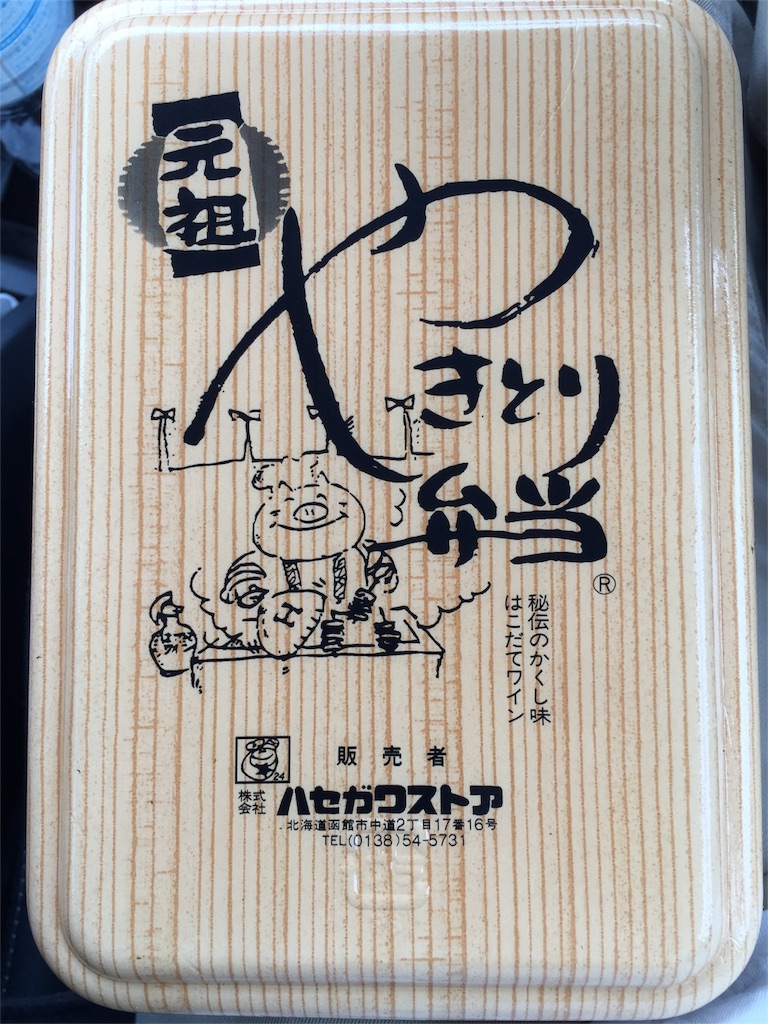 元祖
やきとり
弁当
®
秘伝のかくし味
はこだてワイン
24
販売者
株式会社 ハセガワストア
北海道函館市中道2丁目17番16号
TEL(0138)54-5731
H